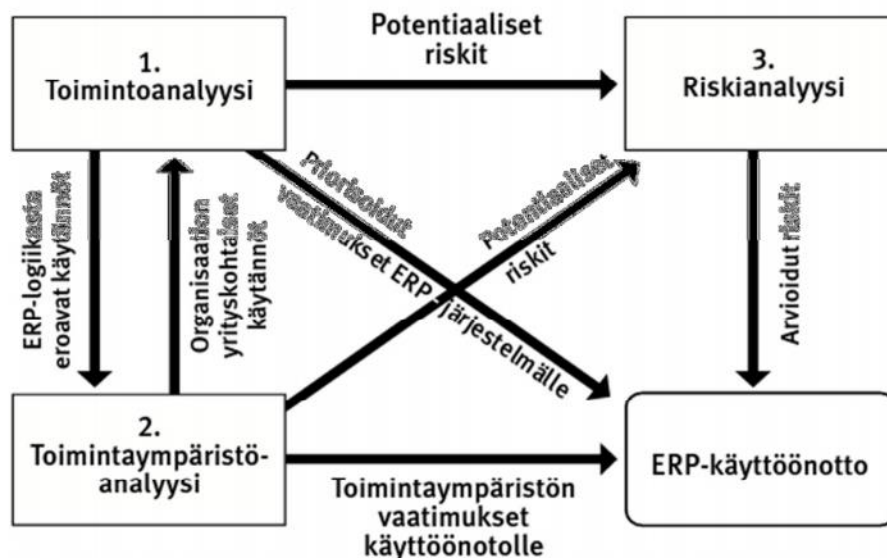 1.
Toimintoanalyysi
Potentiaaliset
riskit
3.
Riskianalyysi
ERP-logiikasta
eroavat käytännöt
Organisaation
yrityskohtaiset
käytännöt
Priorisoidut
vaatimukset ERP-järjestelmälle
Potentiaaliset
riskit
Arvioidut riskit
2.
Toimintaympäristö-
analyysi
Toimintaympäristön
vaatimukset
käyttöönotolle
ERP-käyttöönotto